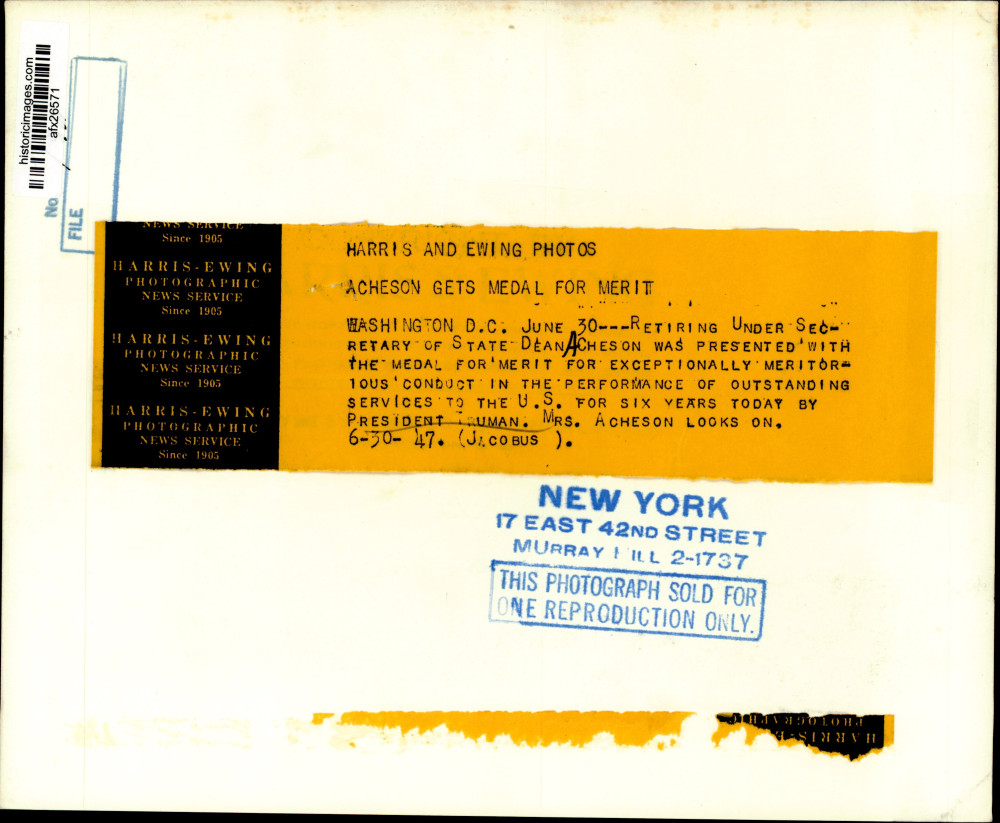 historicimages.com
afx26571
No
FILE
NEWS SERVICE
Since 1905
HARRIS-EWING
PHOTOGRAPHIC
NEWS SERVICE
Since 1905
HARRIS-EWING
PHOTOGRAPHIC
NEWS SERVICE
Since 1905
HARRIS-EWING
PHOTOGRAPHIC
NEWS SERVICE
Since 1905
HARRIS AND EWING PHOTOS
ACHESON GETS MEDAL FOR MERIT
WASHINGTON D.C. JUNE 30---RETIRING UNDER SEC-
RETARY OF STATE DEAN ACHESON WAS PRESENTED WITH
THE MEDAL FOR MERIT FOR EXCEPTIONALLY MERITOR-
IOUS CONDUCT IN THE PERFORMANCE OF OUTSTANDING
SERVICES TO THE U.S. FOR SIX YEARS TODAY BY
PRESIDENT TRUMAN. MRS. ACHESON LOOKS ON.
6-30-47. (JACOBUS ).
NEW YORK
17 EAST 42ND STREET
MURRAY HILL 2-1737
THIS PHOTOGRAPH SOLD FOR
ONE REPRODUCTION ONLY.
PHOTOGRAPHIC
HARRIS-E